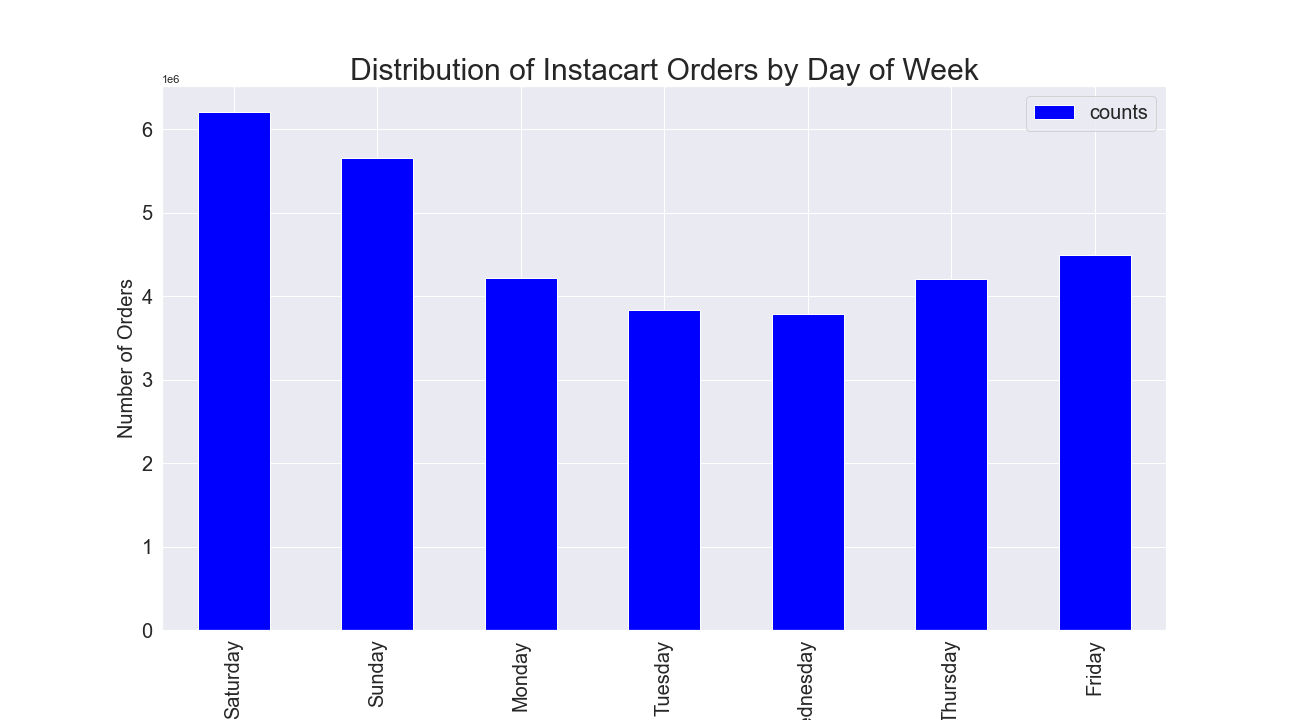 Distribution of Instacart Orders by Day of Week
1e6
counts
6
5
4
3
2
1
0
Number of Orders
Saturday
Sunday
Monday
Tuesday
ednesday
Thursday
Friday